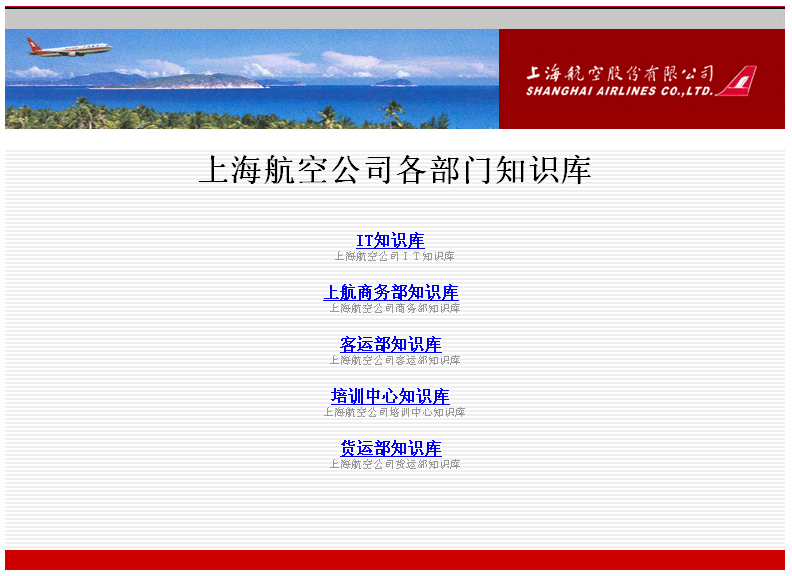 上海航空股份有限公司
SHANGHAI AIRLINES CO.,LTD.
上海航空公司各部门知识库
IT知识库
上海航空公司ＩＴ知识库
上航商务部知识库
上海航空公司商务部知识库
客运部知识库
上海航空公司客运部知识库
培训中心知识库
上海航空公司培训中心知识库
货运部知识库
上海航空公司货运部知识库